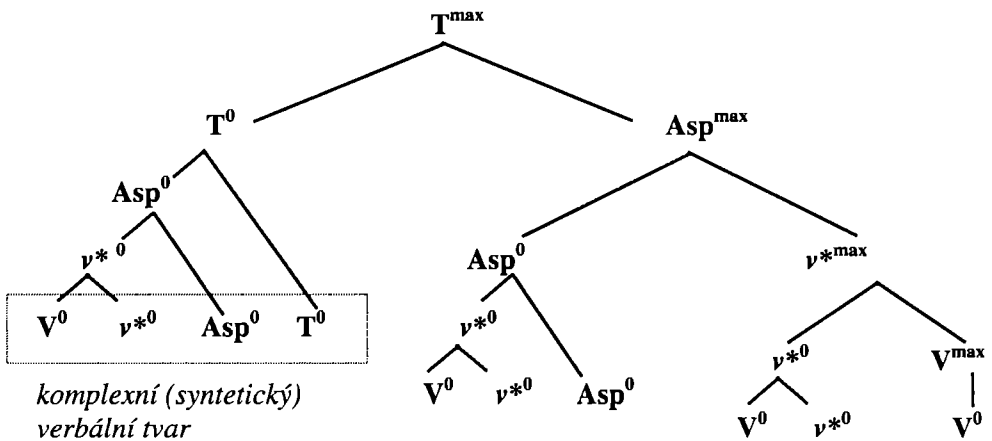 T^max
T^0 Asp^max
Asp^0
v*^0 Asp^0 v*^max
V^0 v*^0 Asp^0 T^0 v*^0
v*^0 V^max
V^0 v*^0 Asp^0
V^0 v*^0 V^0
komplexní (syntetický)
verbální tvar